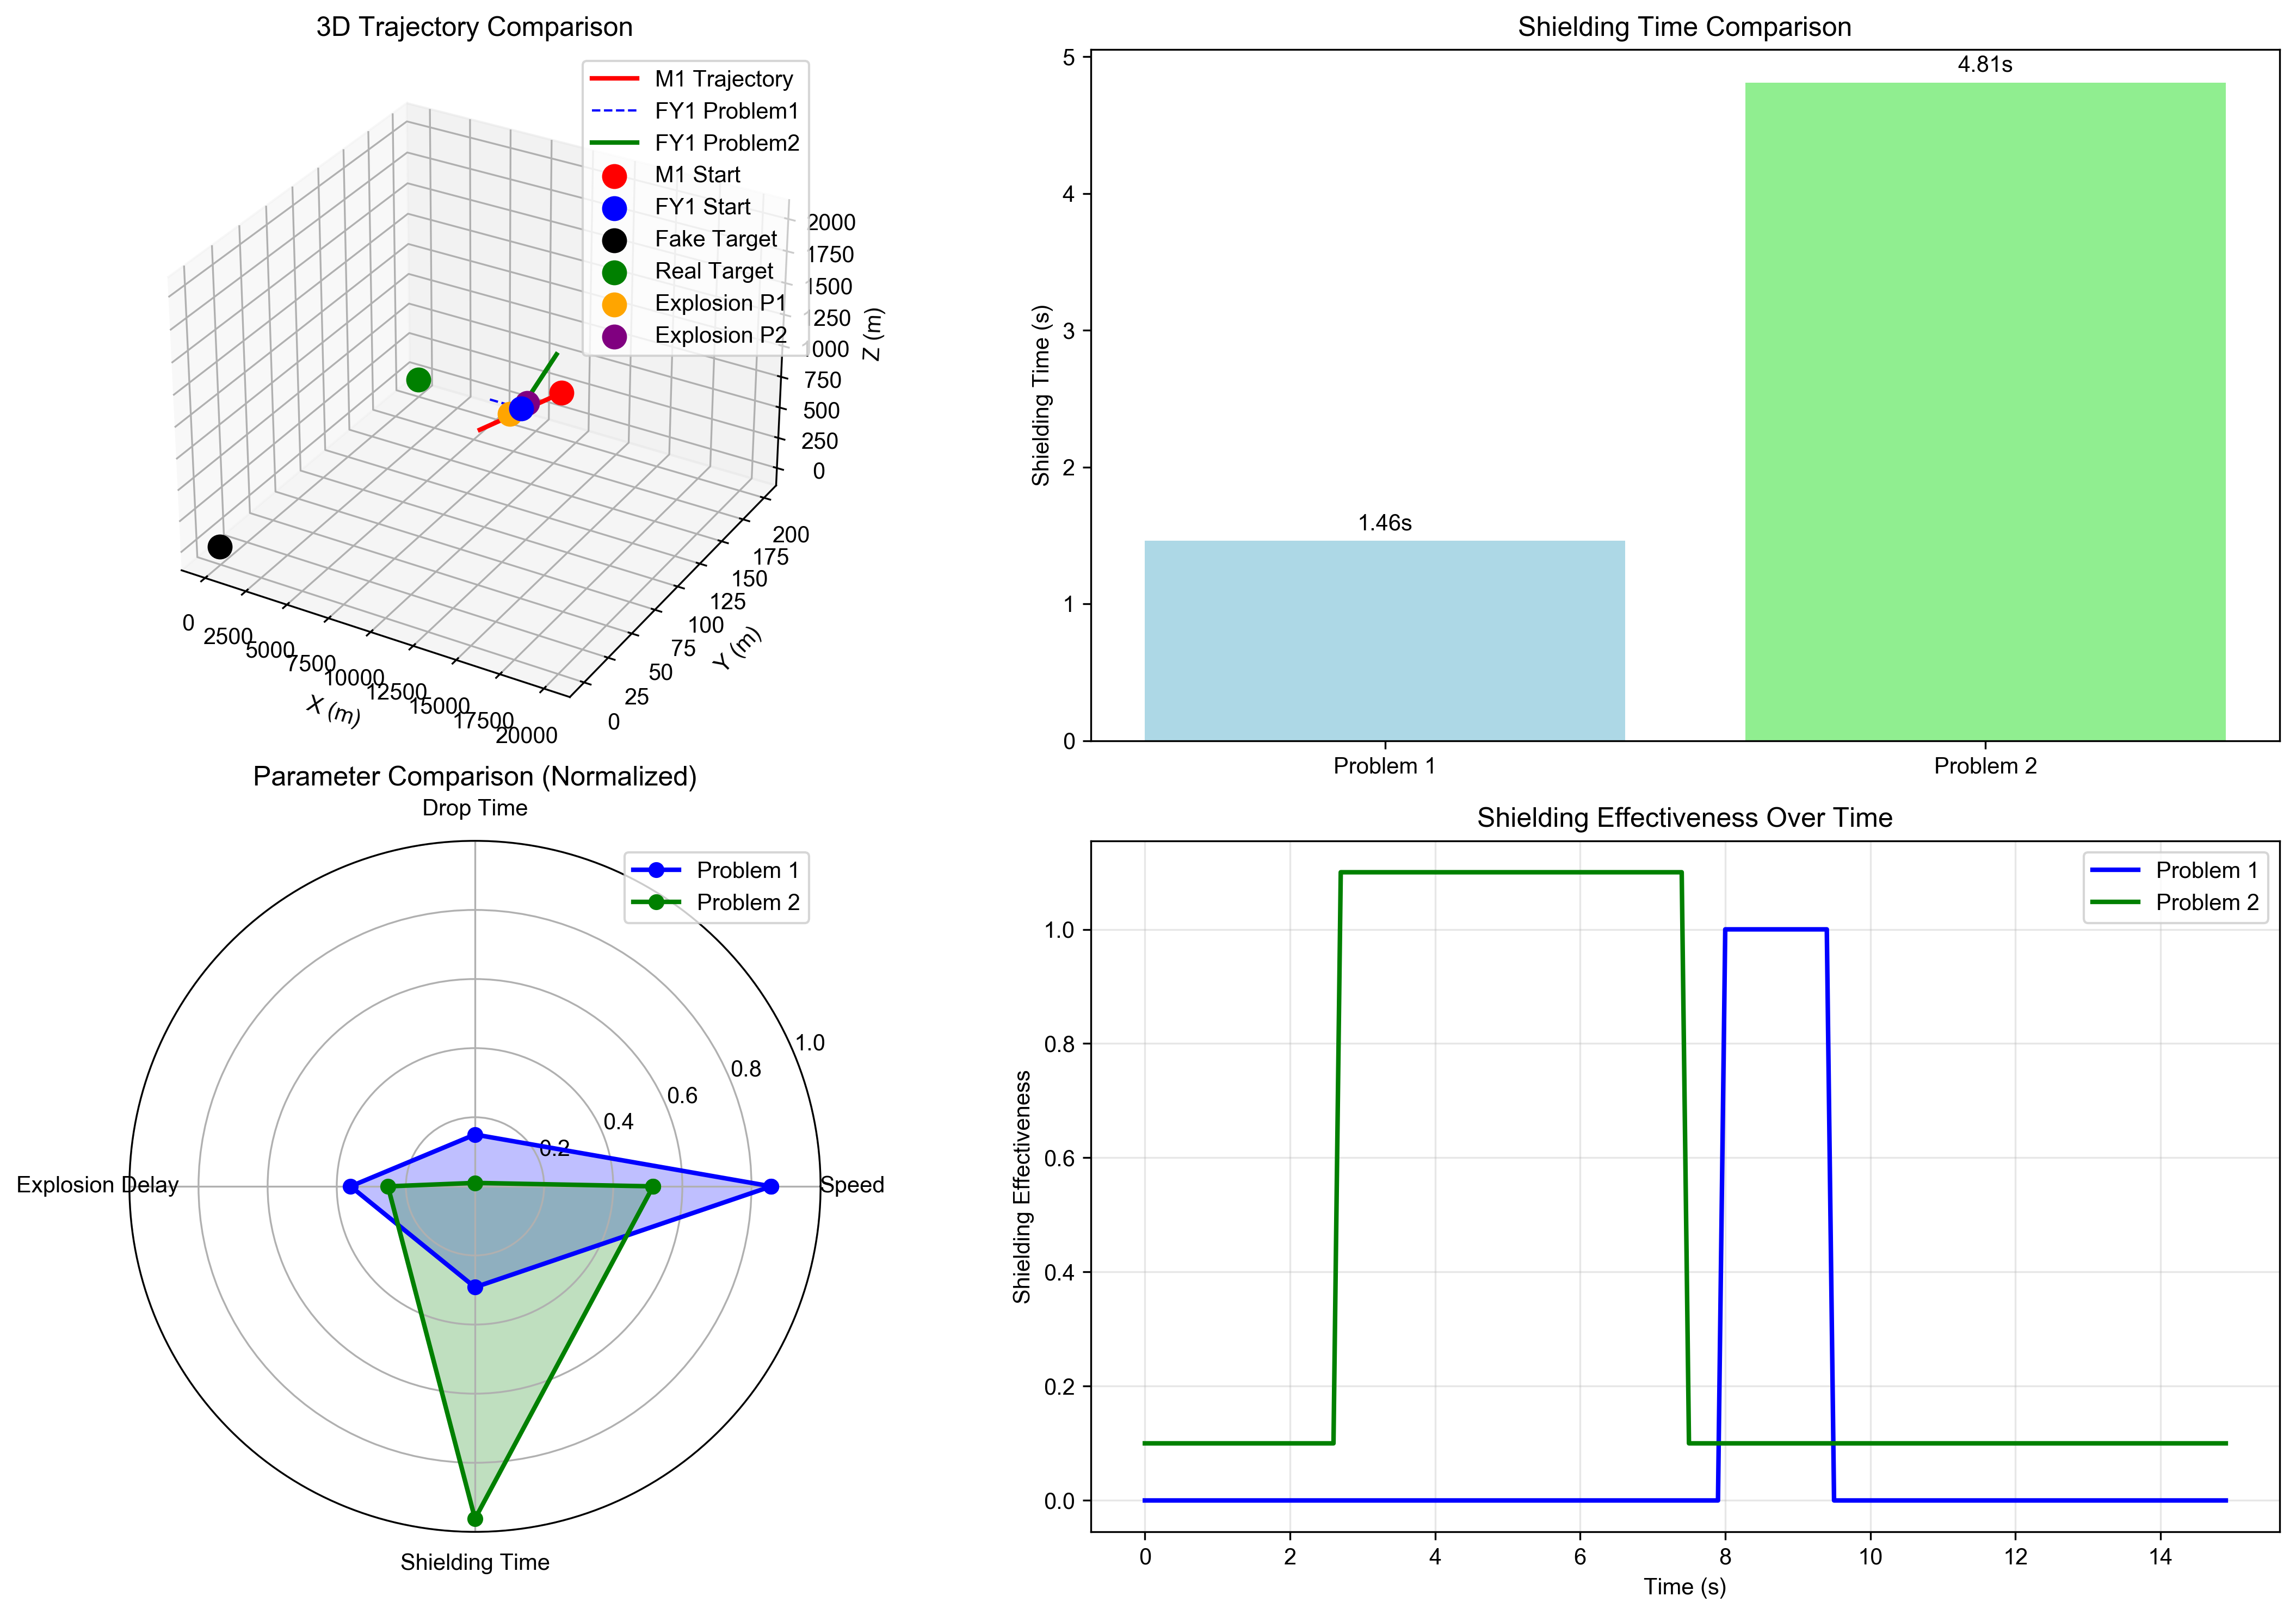 3D Trajectory Comparison
M1 Trajectory
FY1 Problem1
FY1 Problem2
M1 Start
FY1 Start
Fake Target
Real Target
Explosion P1
Explosion P2
2000
1750
1500
1250
1000
750
500
250
0
Z (m)
0
2500
5000
7500
10000
12500
15000
17500
20000
X (m)
0
25
50
75
100
125
150
175
200
Y (m)
Shielding Time Comparison
5
4
3
2
1
0
Shielding Time (s)
1.46s
4.81s
Problem 1
Problem 2
Parameter Comparison (Normalized)
Drop Time
Problem 1
Problem 2
1.0
0.8
0.6
0.4
0.2
Explosion Delay
Speed
Shielding Time
Shielding Effectiveness Over Time
Problem 1
Problem 2
1.0
0.8
0.6
0.4
0.2
0.0
Shielding Effectiveness
0 2 4 6 8 10 12 14
Time (s)